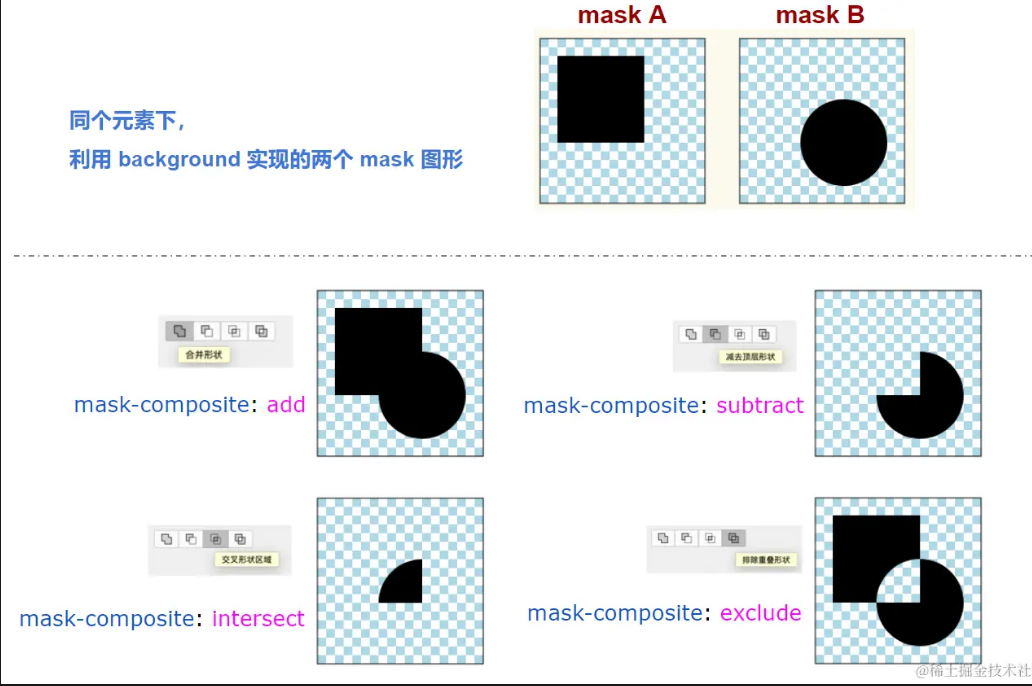 mask A
mask B
同个元素下，
利用 background 实现的两个 mask 图形
合并形状
mask-composite: add
减去顶层形状
mask-composite: subtract
交叉形状区域
mask-composite: intersect
排除重叠形状
mask-composite: exclude
@稀土掘金技术社